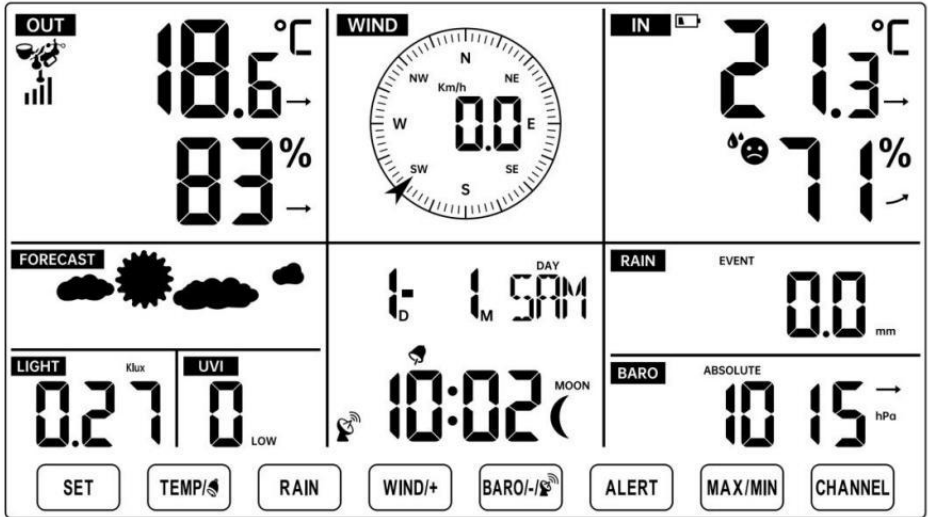 OUT
18.6 °C
83 %
WIND
N
NW NE
Km/h
W 0.0 E
SW SE
S
IN
21.3 °C
71 %
FORECAST
DAY
1D- 1M SAM
RAIN EVENT
0.0 mm
LIGHT Klux
0.27
UVI
0 LOW
10:02 MOON
BARO ABSOLUTE
1015 hPa
SET TEMP/ RAIN WIND/+ BARO/-/ ALERT MAX/MIN CHANNEL